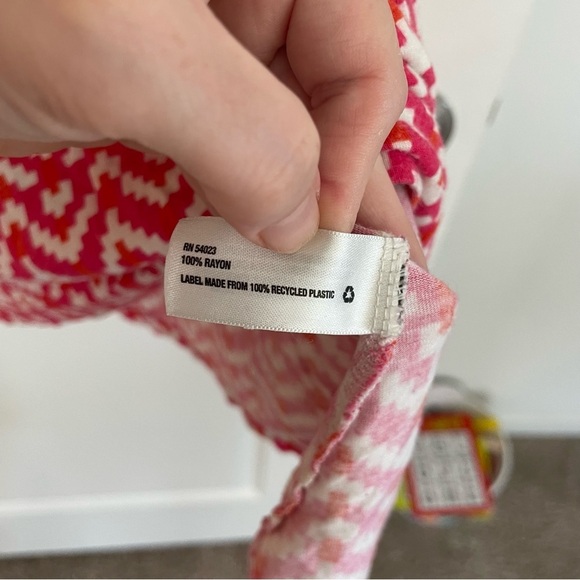 RN 54023
100% RAYON
LABEL MADE FROM 100% RECYCLED PLASTIC